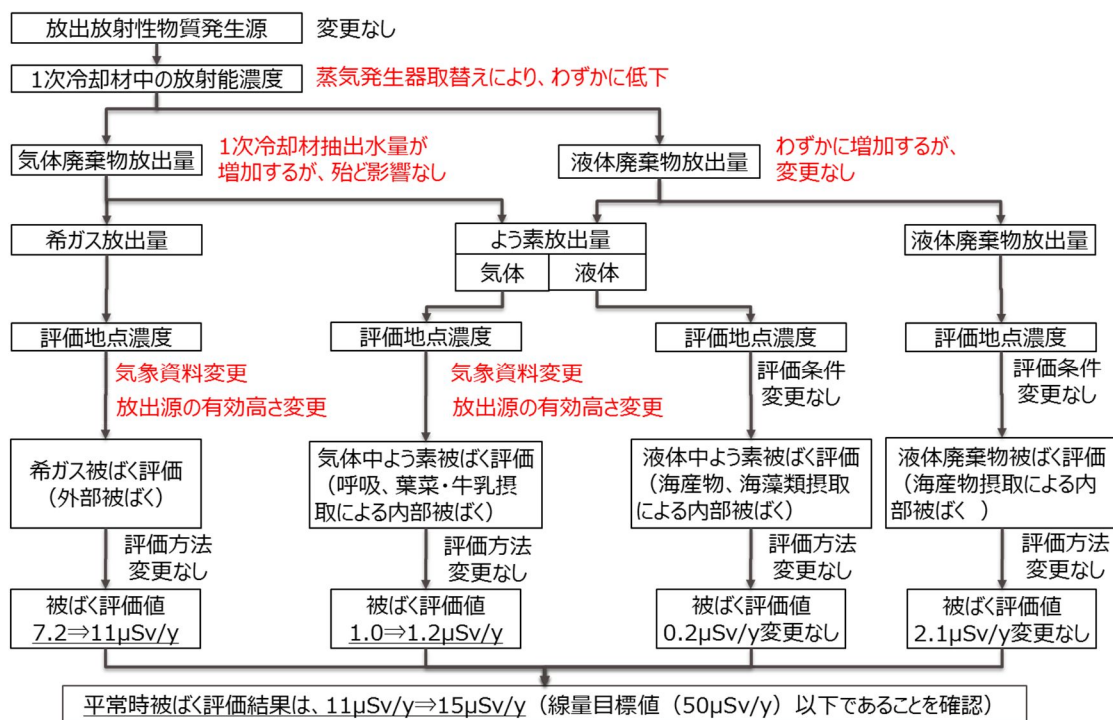 放出放射性物質発生源
変更なし
1次冷却材中の放射能濃度
蒸気発生器取替えにより、わずかに低下
気体廃棄物放出量
1次冷却材抽出水量が
増加するが、殆ど影響なし
液体廃棄物放出量
わずかに増加するが、
変更なし
希ガス放出量
よう素放出量
気体
液体
液体廃棄物放出量
評価地点濃度
評価地点濃度
評価地点濃度
評価地点濃度
気象資料変更
放出源の有効高さ変更
気象資料変更
放出源の有効高さ変更
評価条件
変更なし
評価条件
変更なし
希ガス被ばく評価
（外部被ばく）
気体中よう素被ばく評価
（呼吸、葉菜・牛乳摂
取による内部被ばく）
液体中よう素被ばく評価
（海産物、海藻類摂取
による内部被ばく）
液体廃棄物被ばく評価
（海産物摂取による内
部被ばく ）
評価方法
変更なし
評価方法
変更なし
評価方法
変更なし
評価方法
変更なし
被ばく評価値
7.2⇒11μSv/y
被ばく評価値
1.0⇒1.2μSv/y
被ばく評価値
0.2μSv/y変更なし
被ばく評価値
2.1μSv/y変更なし
平常時被ばく評価結果は、11μSv/y⇒15μSv/y（線量目標値（50μSv/y）以下であることを確認）